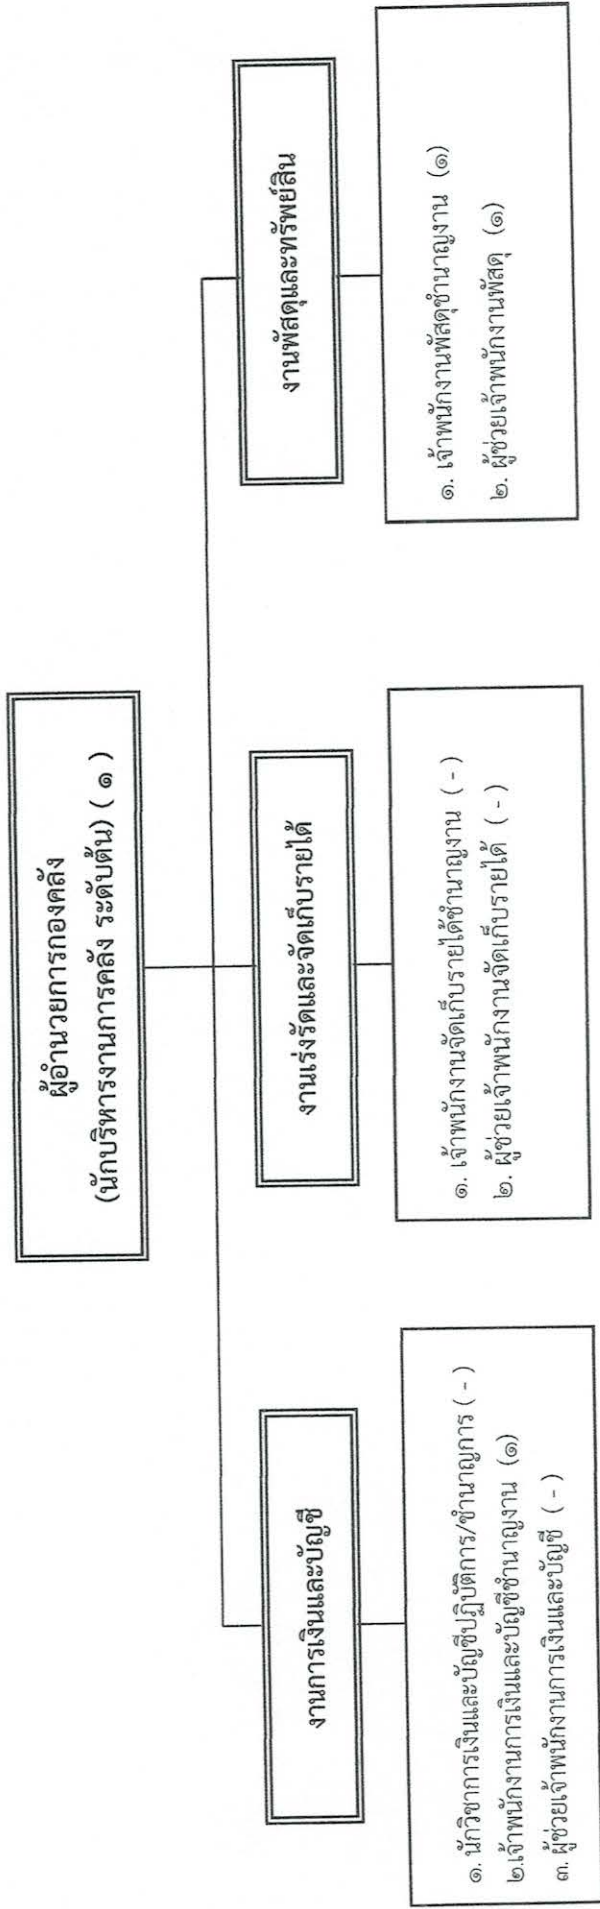 ผู้อำนวยการกองคลัง
(นักบริหารงานการคลัง ระดับต้น) ( ๑ )
งานการเงินและบัญชี
๑. นักวิชาการเงินและบัญชีปฏิบัติการ/ชำนาญการ ( - )
๒.เจ้าพนักงานการเงินและบัญชีชำนาญงาน (๑)
๓. ผู้ช่วยเจ้าพนักงานการเงินและบัญชี ( - )
งานเร่งรัดและจัดเก็บรายได้
๑. เจ้าพนักงานจัดเก็บรายได้ชำนาญงาน ( - )
๒. ผู้ช่วยเจ้าพนักงานจัดเก็บรายได้ ( - )
งานพัสดุและทรัพย์สิน
๑. เจ้าพนักงานพัสดุชำนาญงาน (๑)
๒. ผู้ช่วยเจ้าพนักงานพัสดุ (๑)